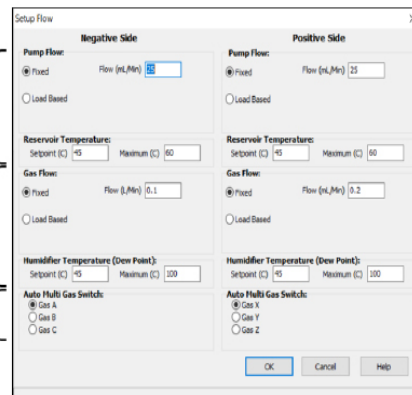 Setup Flow
Negative Side
Pump Flow:
Fixed Flow (mL/Min) 25
Load Based
Reservoir Temperature:
Setpoint (C) 45 Maximum (C) 60
Gas Flow:
Fixed Flow (L/Min) 0.1
Load Based
Humidifier Temperature (Dew Point):
Setpoint (C) 45 Maximum (C) 100
Auto Multi Gas Switch:
Gas A
Gas B
Gas C
Positive Side
Pump Flow:
Fixed Flow (mL/Min) 25
Load Based
Reservoir Temperature:
Setpoint (C) 45 Maximum (C) 60
Gas Flow:
Fixed Flow (mL/Min) 0.2
Load Based
Humidifier Temperature (Dew Point):
Setpoint (C) 45 Maximum (C) 100
Auto Multi Gas Switch:
Gas X
Gas Y
Gas Z
OK Cancel Help